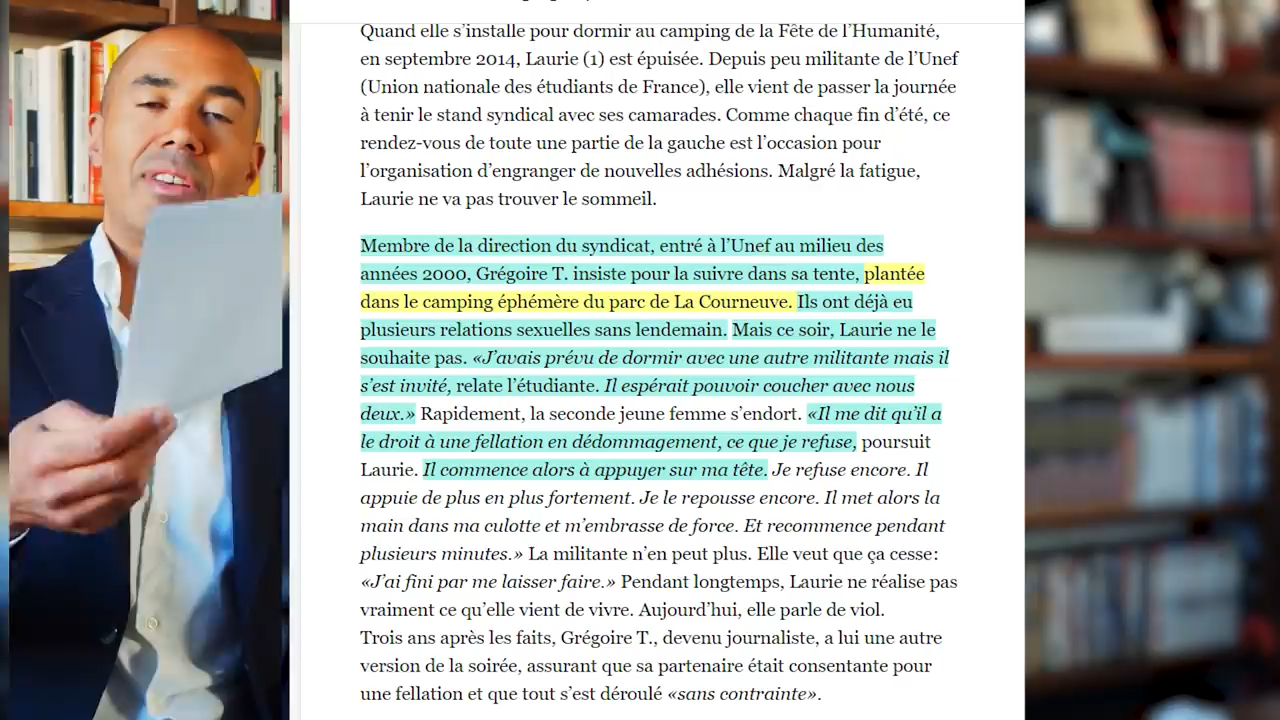 Quand elle s’installe pour dormir au camping de la Fête de l’Humanité,
en septembre 2014, Laurie (1) est épuisée. Depuis peu militante de l’Unef
(Union nationale des étudiants de France), elle vient de passer la journée
à tenir le stand syndical avec ses camarades. Comme chaque fin d’été, ce
rendez-vous de toute une partie de la gauche est l’occasion pour
l’organisation d’engranger de nouvelles adhésions. Malgré la fatigue,
Laurie ne va pas trouver le sommeil.
Membre de la direction du syndicat, entré à l’Unef au milieu des
années 2000, Grégoire T. insiste pour la suivre dans sa tente, plantée
dans le camping éphémère du parc de La Courneuve. Ils ont déjà eu
plusieurs relations sexuelles sans lendemain. Mais ce soir, Laurie ne le
souhaite pas. «J’avais prévu de dormir avec une autre militante mais il
s’est invité, relate l’étudiante. Il espérait pouvoir coucher avec nous
deux.» Rapidement, la seconde jeune femme s’endort. «Il me dit qu’il a
le droit à une fellation en dédommagement, ce que je refuse, poursuit
Laurie. Il commence alors à appuyer sur ma tête. Je refuse encore. Il
appuie de plus en plus fortement. Je le repousse encore. Il met alors la
main dans ma culotte et m’embrasse de force. Et recommence pendant
plusieurs minutes.» La militante n’en peut plus. Elle veut que ça cesse:
«J’ai fini par me laisser faire.» Pendant longtemps, Laurie ne réalise pas
vraiment ce qu’elle vient de vivre. Aujourd’hui, elle parle de viol.
Trois ans après les faits, Grégoire T., devenu journaliste, a lui une autre
version de la soirée, assurant que sa partenaire était consentante pour
une fellation et que tout s’est déroulé «sans contrainte».